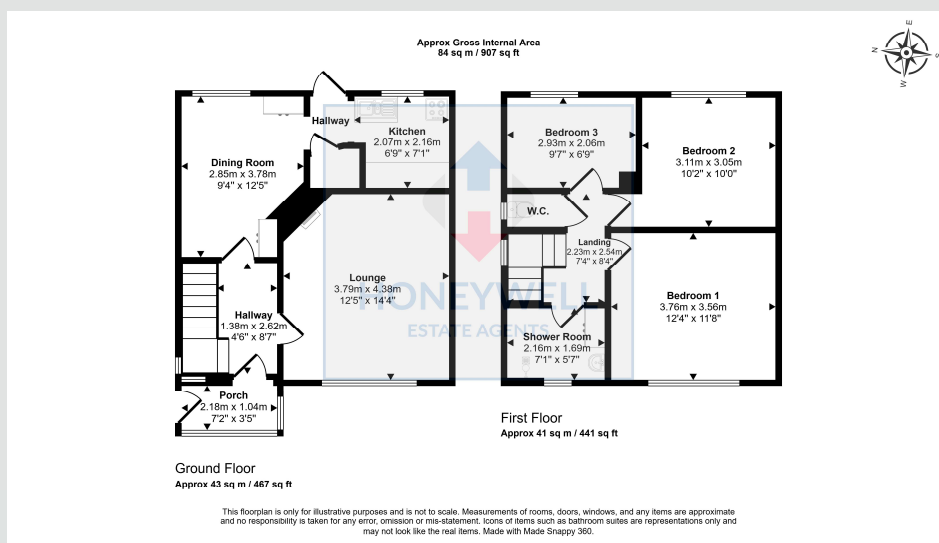 Approx Gross Internal Area
84 sq m / 907 sq ft
E
N
S
W
Hallway
Kitchen
2.07m x 2.16m
6'9" x 7'1"
Dining Room
2.85m x 3.78m
9'4" x 12'5"
Lounge
3.79m x 4.38m
12'5" x 14'4"
Hallway
1.38m x 2.62m
4'6" x 8'7"
Porch
2.18m x 1.04m
7'2" x 3'5"
Bedroom 3
2.93m x 2.06m
9'7" x 6'9"
Bedroom 2
3.11m x 3.05m
10'2" x 10'0"
W.C.
Landing
2.23m x 2.54m
7'4" x 8'4"
Bedroom 1
3.76m x 3.56m
12'4" x 11'8"
Shower Room
2.16m x 1.69m
7'1" x 5'7"
HONEYWELL
ESTATE AGENTS
Ground Floor
Approx 43 sq m / 467 sq ft
First Floor
Approx 41 sq m / 441 sq ft
This floorplan is only for illustrative purposes and is not to scale. Measurements of rooms, doors, windows, and any items are approximate
and no responsibility is taken for any error, omission or mis-statement. Icons of items such as bathroom suites are representations only and
may not look like the real items. Made with Made Snappy 360.